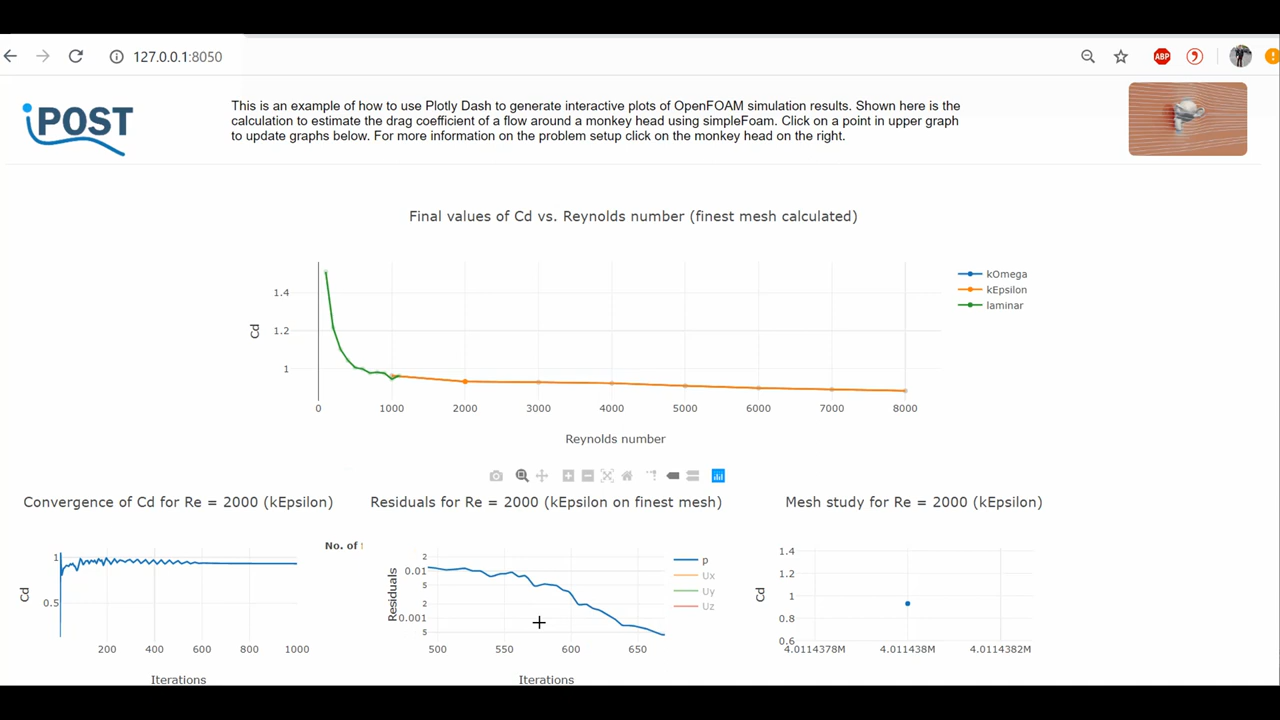 127.0.0.1:8050
ABP
iPOST
This is an example of how to use Plotly Dash to generate interactive plots of OpenFOAM simulation results. Shown here is the
calculation to estimate the drag coefficient of a flow around a monkey head using simpleFoam. Click on a point in upper graph
to update graphs below. For more information on the problem setup click on the monkey head on the right.
Final values of Cd vs. Reynolds number (finest mesh calculated)
Cd
1.4
1.2
1
0 1000 2000 3000 4000 5000 6000 7000 8000
Reynolds number
kOmega
kEpsilon
laminar
Convergence of Cd for Re = 2000 (kEpsilon)
Cd
1
0.5
200 400 600 800 1000
Iterations
No. of
Residuals for Re = 2000 (kEpsilon on finest mesh)
Residuals
2
0.01
5
2
0.001
5
500 550 600 650
Iterations
p
Ux
Uy
Uz
Mesh study for Re = 2000 (kEpsilon)
Cd
1.4
1.2
1
0.8
0.6
4.0114378M 4.011438M 4.0114382M